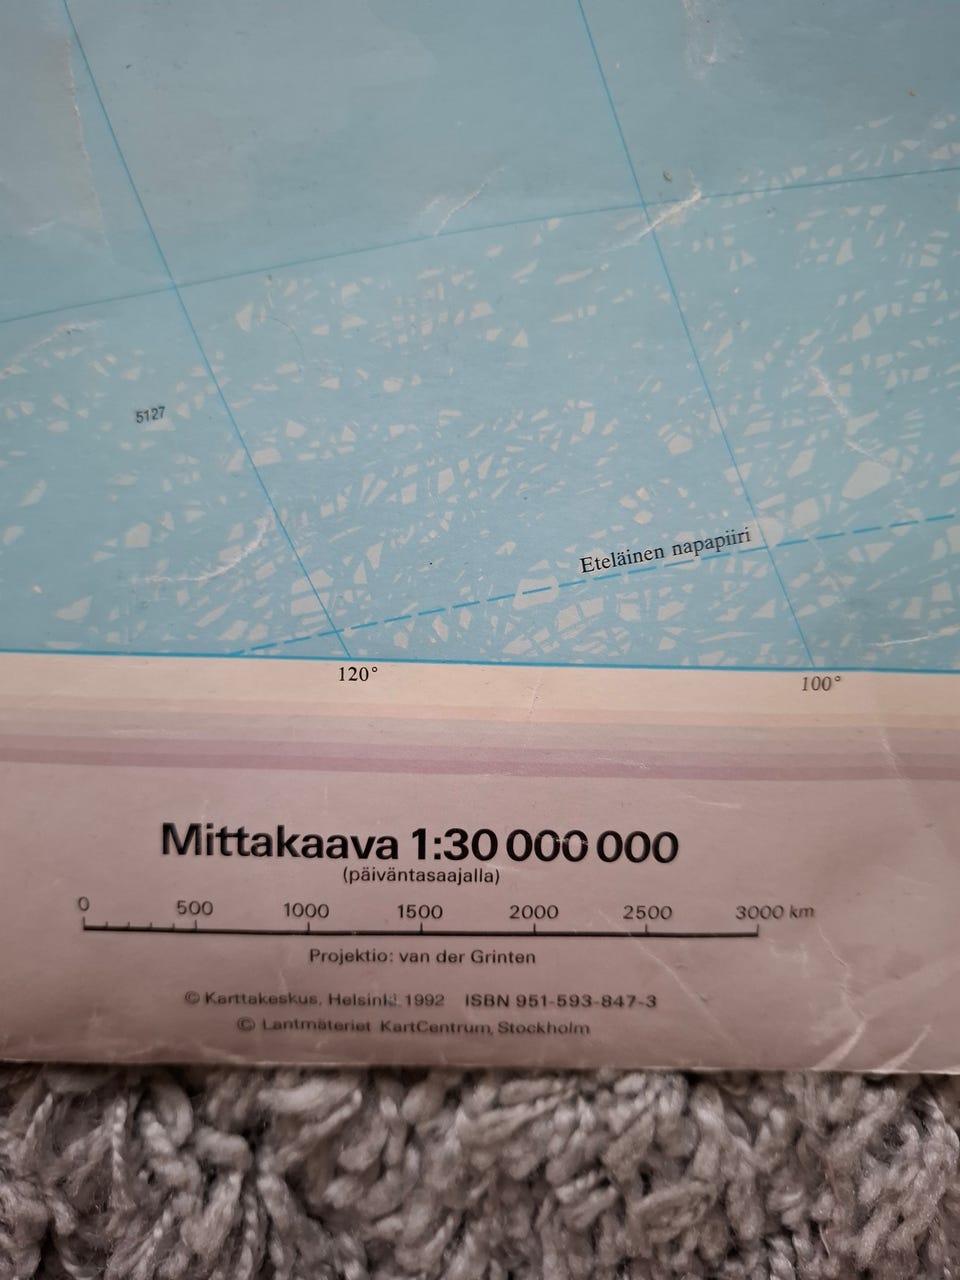 5127
Eteläinen napapiiri
120° 100°
Mittakaava 1:30 000 000
(päiväntasaajalla)
0 500 1000 1500 2000 2500 3000 km
Projektio: van der Grinten
© Karttakeskus, Helsinki 1992 ISBN 951-593-847-3
© Lantmäteriet KartCentrum, Stockholm